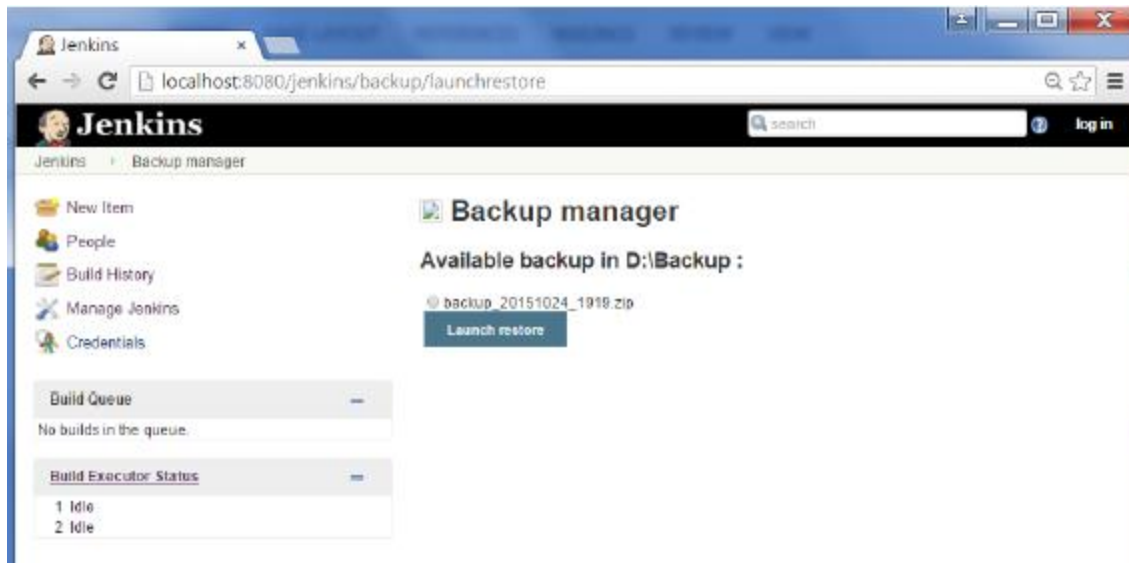 Jenkins
localhost:8080/jenkins/backup/launchrestore
Jenkins
search
log in
Jenkins
Backup manager
New Item
People
Build History
Manage Jenkins
Credentials
Build Queue
No builds in the queue.
Build Executor Status
1 Idle
2 Idle
Backup manager
Available backup in D:\Backup :
backup_20151024_1919.zip
Launch restore